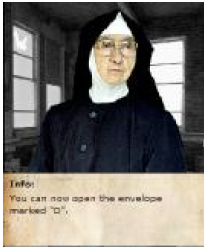 Info:
You can now open the envelope
marked "D".